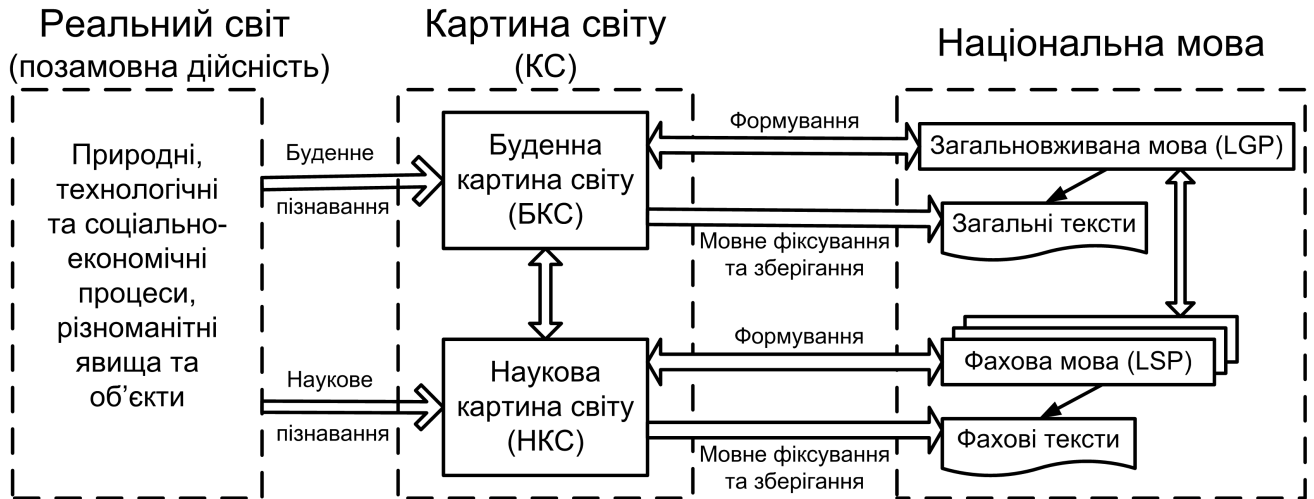 Реальний світ
(позамовна дійсність)
Картина світу
(КС)
Національна мова
Природні,
технологічні
та соціально-
економічні
процеси,
різноманітні
явища та
об’єкти
Буденне
пізнавання
Наукове
пізнавання
Буденна
картина світу
(БКС)
Наукова
картина світу
(НКС)
Формування
Мовне фіксування
та зберігання
Формування
Мовне фіксування
та зберігання
Загальновживана мова (LGP)
Загальні тексти
Фахова мова (LSP)
Фахові тексти